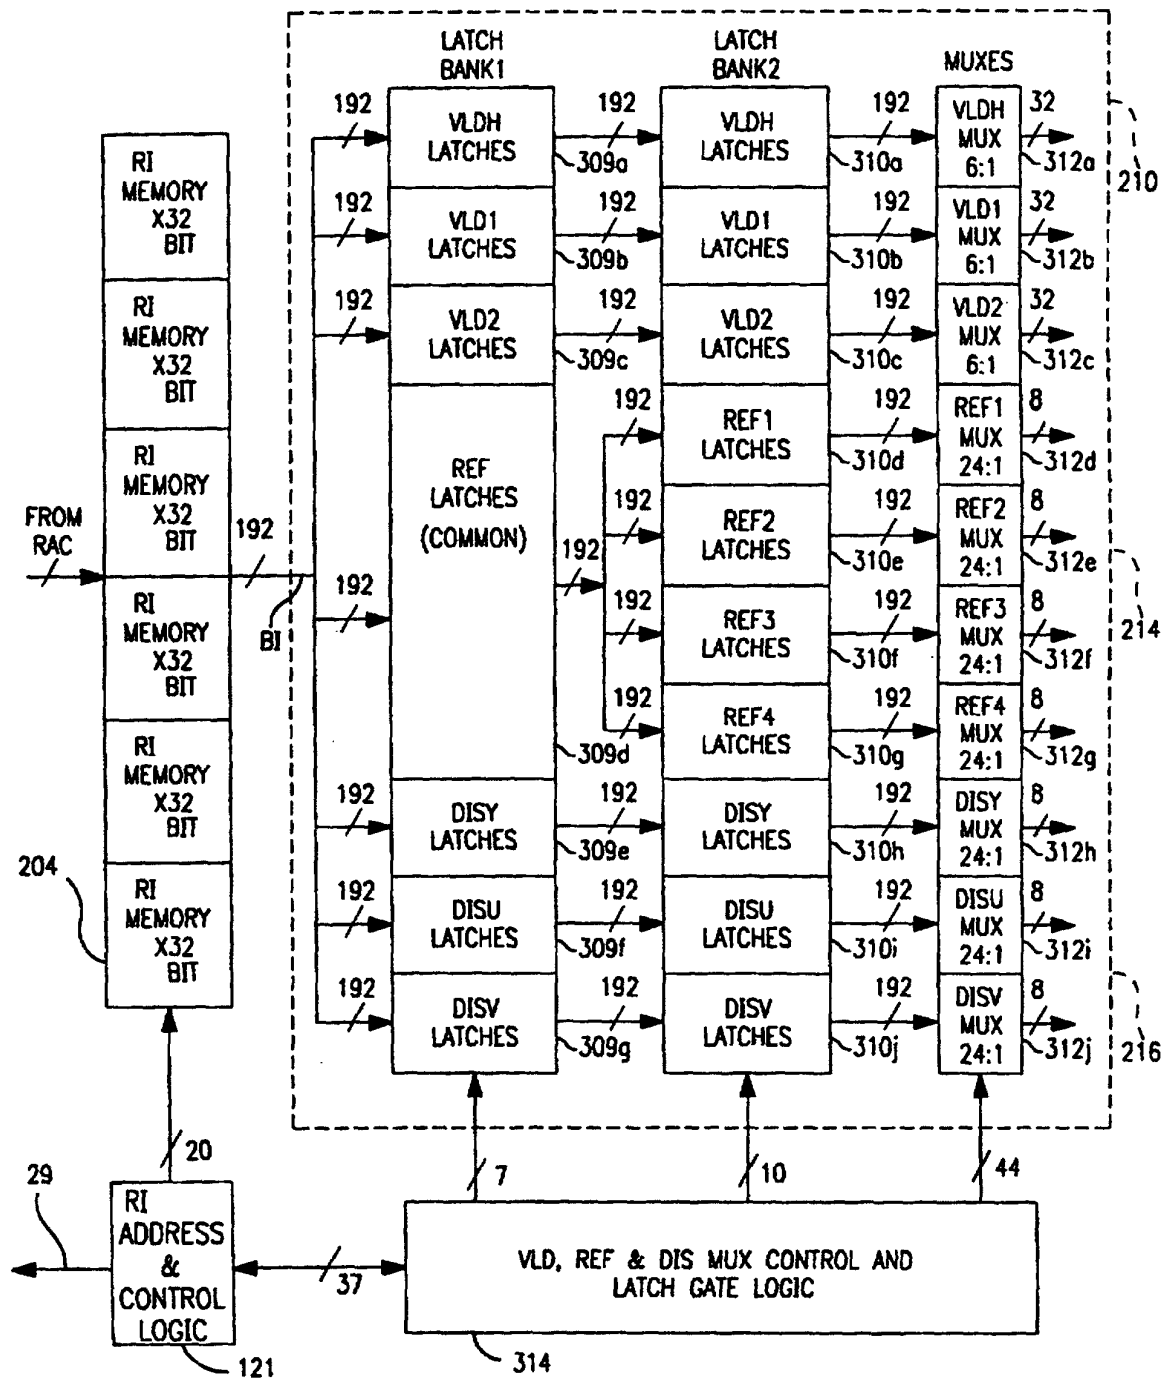 LATCH
BANK1
LATCH
BANK2
MUXES
RI
MEMORY
X32
BIT
RI
MEMORY
X32
BIT
RI
MEMORY
X32
BIT
RI
MEMORY
X32
BIT
RI
MEMORY
X32
BIT
RI
MEMORY
X32
BIT
FROM
RAC
192
BI
204
192
VLDH
LATCHES
309a
192
VLDH
LATCHES
310a
192
VLDH
MUX
6:1
32
312a
210
192
VLD1
LATCHES
309b
192
VLD1
LATCHES
310b
192
VLD1
MUX
6:1
32
312b
192
VLD2
LATCHES
309c
192
VLD2
LATCHES
310c
192
VLD2
MUX
6:1
32
312c
192
REF
LATCHES
(COMMON)
309d
192
192
REF1
LATCHES
310d
192
REF1
MUX
24:1
8
312d
192
REF2
LATCHES
310e
192
REF2
MUX
24:1
8
312e
214
192
REF3
LATCHES
310f
192
REF3
MUX
24:1
8
312f
192
REF4
LATCHES
310g
192
REF4
MUX
24:1
8
312g
192
DISY
LATCHES
309e
192
DISY
LATCHES
310h
192
DISY
MUX
24:1
8
312h
192
DISU
LATCHES
309f
192
DISU
LATCHES
310i
192
DISU
MUX
24:1
8
312i
192
DISV
LATCHES
309g
192
DISV
LATCHES
310j
192
DISV
MUX
24:1
8
312j
216
20
7
10
44
29
RI
ADDRESS
&
CONTROL
LOGIC
121
37
VLD, REF & DIS MUX CONTROL AND
LATCH GATE LOGIC
314